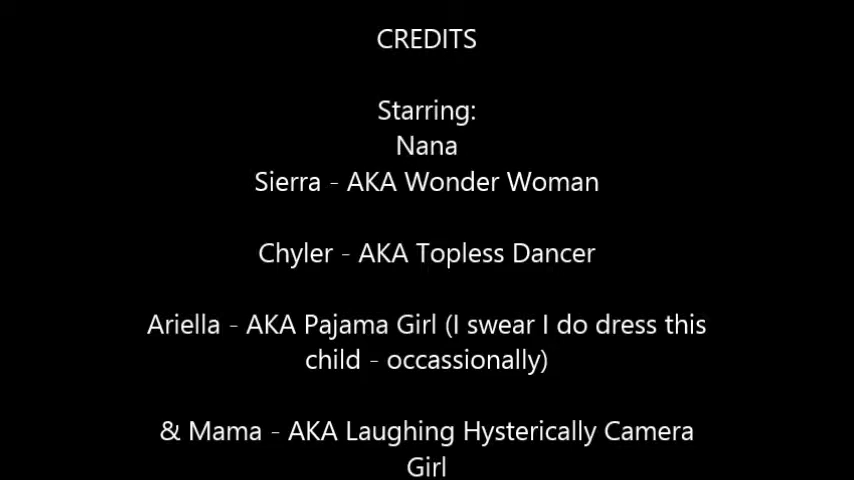 CREDITS
Starring:
Nana
Sierra - AKA Wonder Woman
Chyler - AKA Topless Dancer
Ariella - AKA Pajama Girl (I swear I do dress this
child - occassionally)
& Mama - AKA Laughing Hysterically Camera
Girl